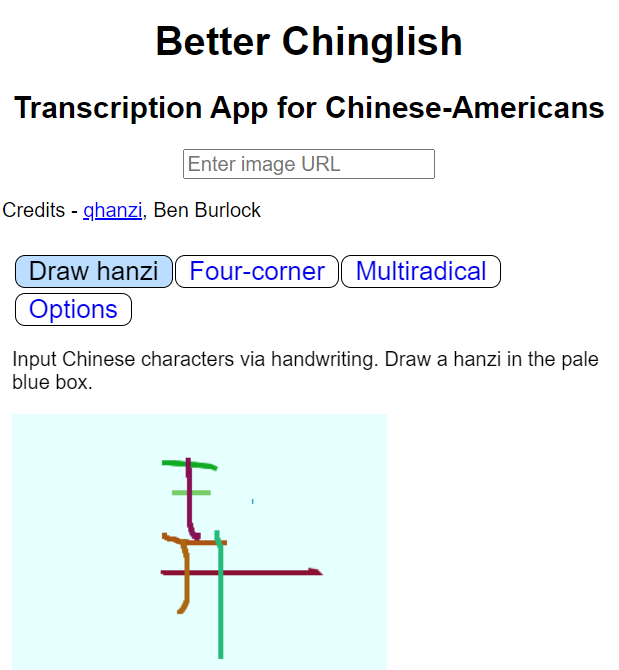 Better Chinglish
Transcription App for Chinese-Americans
Enter image URL
Credits - qhanzi, Ben Burlock
Draw hanzi Four-corner Multiradical
Options
Input Chinese characters via handwriting. Draw a hanzi in the pale
blue box.